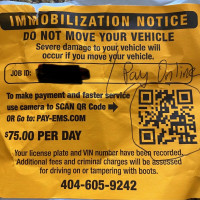 IMMOBILIZATION NOTICE
DO NOT MOVE YOUR VEHICLE
Severe damage to your vehicle will
occur if you move your vehicle.
JOB ID:
Pay Online
To make payment and faster service
use camera to SCAN QR Code
OR Go to: PAY-EMS.COM
$75.00 PER DAY
Your license plate and VIN number have been recorded.
Additional fees and criminal charges will be assessed
for driving on or tampering with boots.
404-605-9242